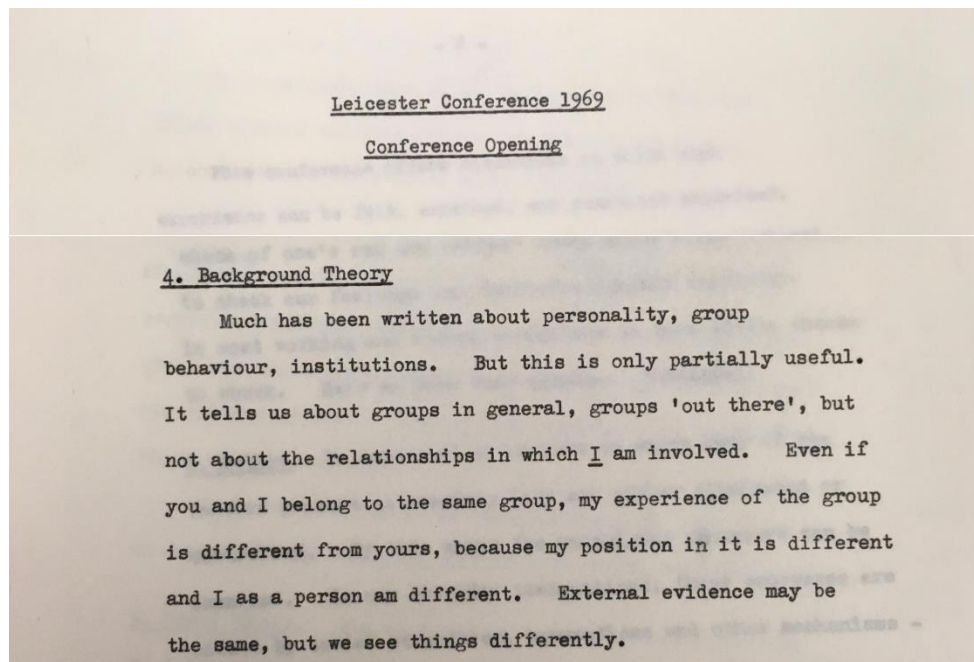 Leicester Conference 1969
Conference Opening
4. Background Theory
Much has been written about personality, group
behaviour, institutions. But this is only partially useful.
It tells us about groups in general, groups 'out there', but
not about the relationships in which I am involved. Even if
you and I belong to the same group, my experience of the group
is different from yours, because my position in it is different
and I as a person am different. External evidence may be
the same, but we see things differently.